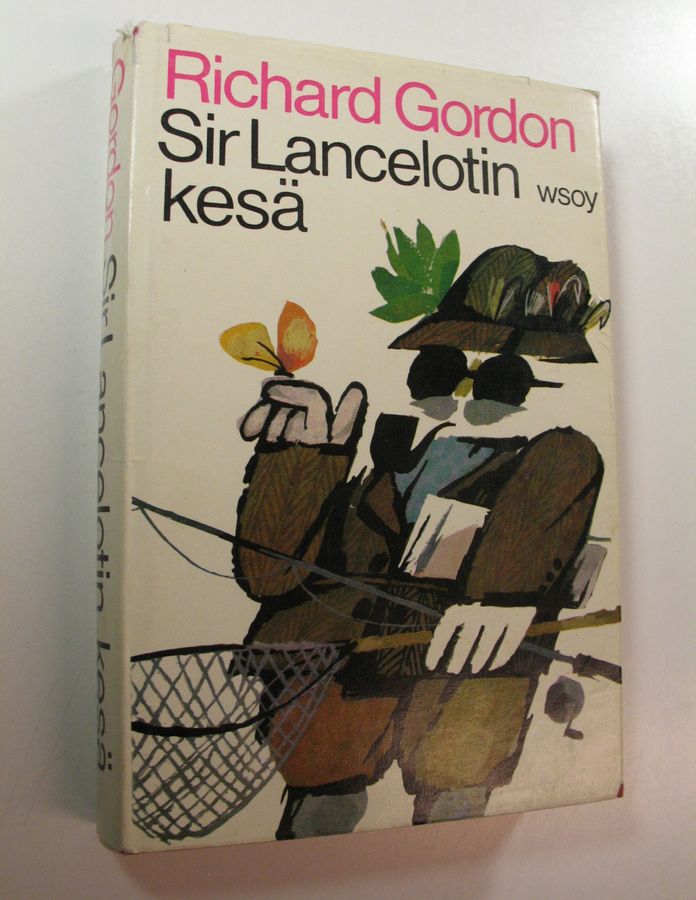 Richard Gordon
Sir Lancelotin
kesä
wsoy
Gordon Sir Lancelotin kesä